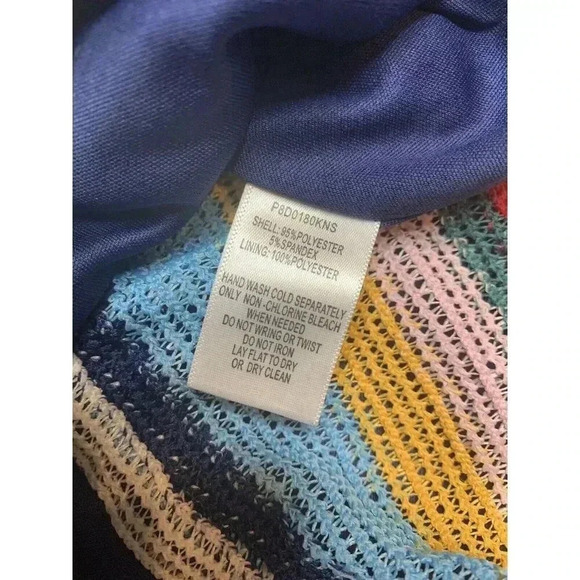 P8D0180KNS
SHELL: 95%POLYESTER
5%SPANDEX
LINING: 100%POLYESTER
HAND WASH COLD SEPARATELY
ONLY NON-CHLORINE BLEACH
WHEN NEEDED
DO NOT WRING OR TWIST
DO NOT IRON
LAY FLAT TO DRY
OR DRY CLEAN